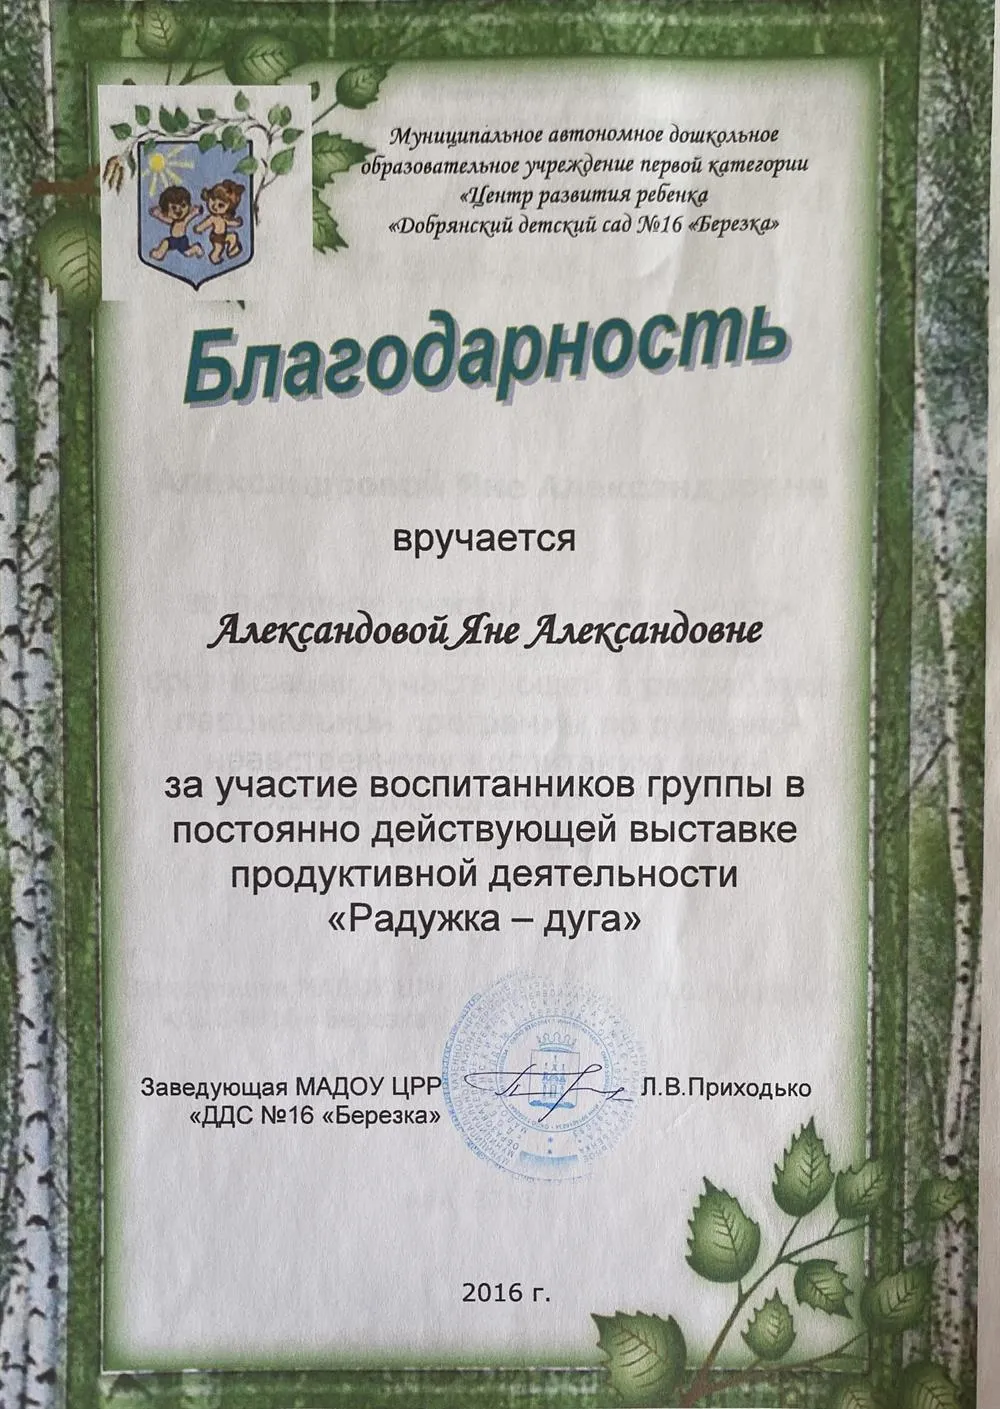 Муниципальное автономное дошкольное
образовательное учреждение первой категории
«Центр развития ребенка
«Добрянский детский сад №16 «Березка»
Благодарность
вручается
Александовой Яне Александовне
за участие воспитанников группы в
постоянно действующей выставке
продуктивной деятельности
«Радужка – дуга»
Заведующая МАДОУ ЦРР Л.В.Приходько
«ДДС №16 «Березка»
2016 г.